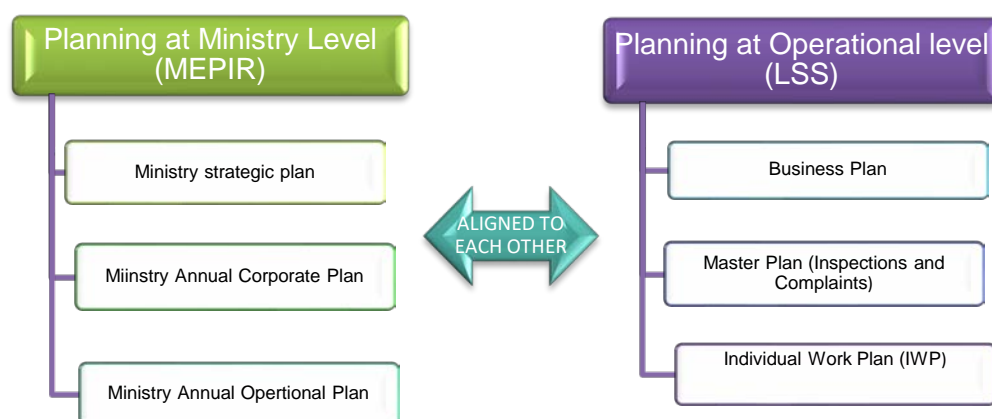 Planning at Ministry Level
(MEPIR)
Ministry strategic plan
Miinstry Annual Corporate Plan
Ministry Annual Opertional Plan
ALIGNED TO
EACH OTHER
Planning at Operational level
(LSS)
Business Plan
Master Plan (Inspections and
Complaints)
Individual Work Plan (IWP)